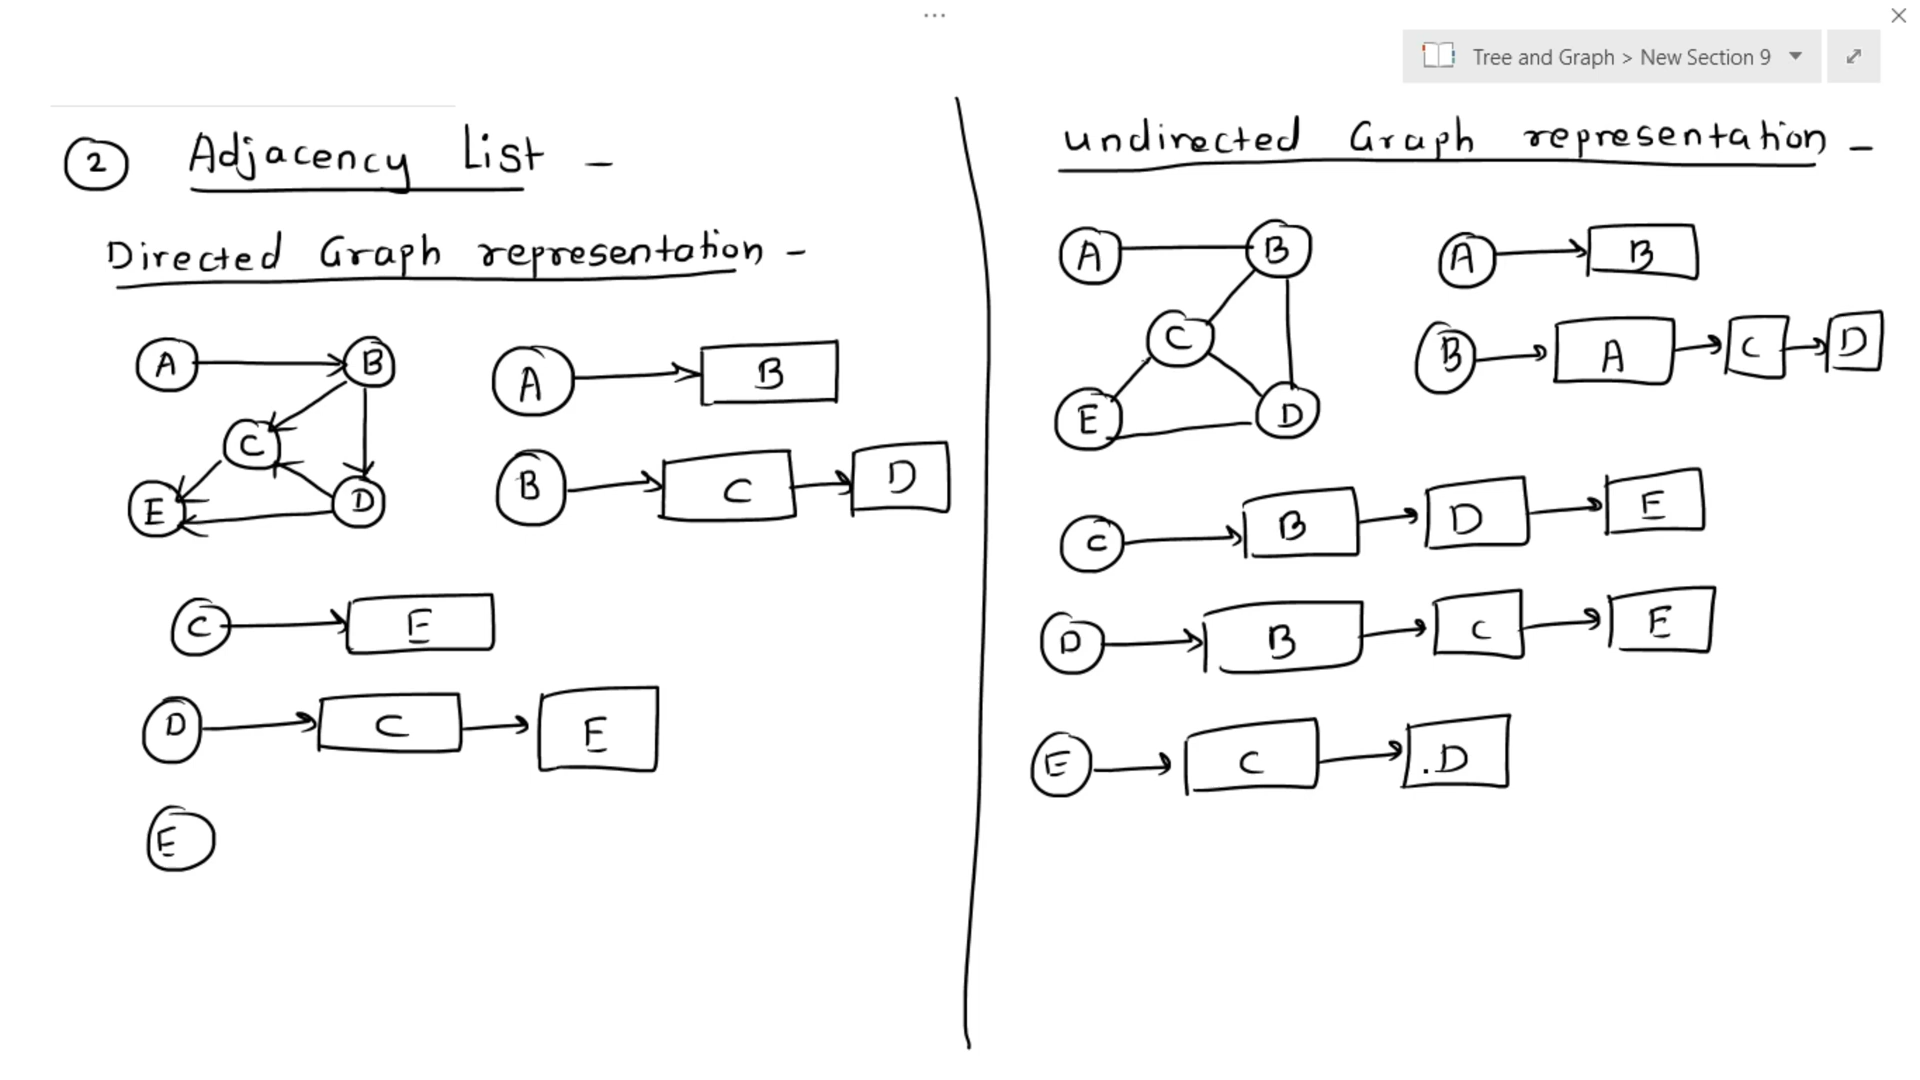 ...
Tree and Graph > New Section 9
2 Adjacency List -
Directed Graph representation -
A B
C
E D
A B
B C D
C E
D C E
E
undirected Graph representation -
A B
C
E D
A B
B A C D
C B D E
D B C E
E C .D